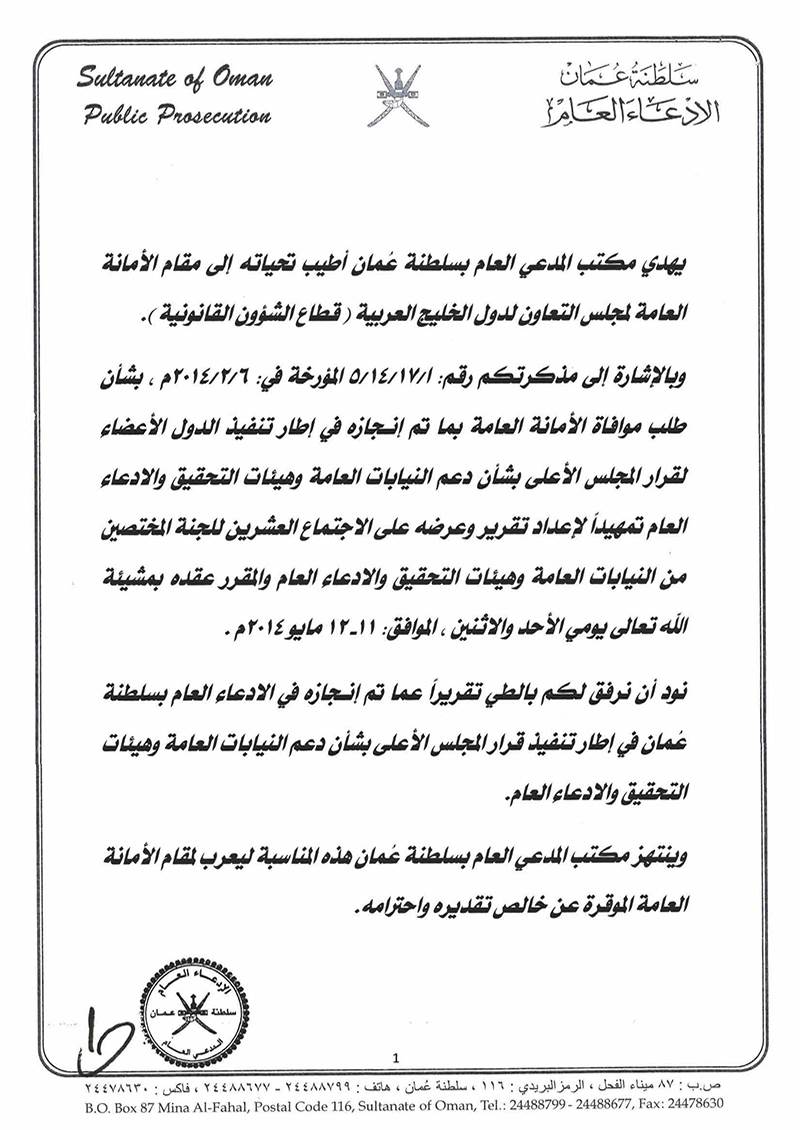 Sultanate of Oman
Public Prosecution
سلطنة عُمان
الادعاء العام
يهدي مكتب المدعي العام بسلطنة عُمان أطيب تحياته إلى مقام الأمانة
العامة لمجلس التعاون لدول الخليج العربية ( قطاع الشؤون القانونية ).
وبالإشارة إلى مذكرتكم رقم: ٥/١٤/١٧/١ المؤرخة في: ٢٠١٤/٢/٦م ، بشأن
طلب موافاة الأمانة العامة بما تم إنجازه في إطار تنفيذ الدول الأعضاء
لقرار المجلس الأعلى بشأن دعم النيابات العامة وهيئات التحقيق والادعاء
العام تمهيداً لإعداد تقرير وعرضه على الاجتماع العشرين للجنة المختصين
من النيابات العامة وهيئات التحقيق والادعاء العام والمقرر عقده بمشيئة
الله تعالى يومي الأحد والاثنين ، الموافق: ١١ـ١٢ مايو ٢٠١٤م .
نود أن نرفق لكم بالطي تقريراً عما تم إنجازه في الادعاء العام بسلطنة
عُمان في إطار تنفيذ قرار المجلس الأعلى بشأن دعم النيابات العامة وهيئات
التحقيق والادعاء العام.
وينتهز مكتب المدعي العام بسلطنة عُمان هذه المناسبة ليعرب لمقام الأمانة
العامة الموقرة عن خالص تقديره واحترامه.
الإدعاء العام
سلطنة عمان
المدعي العام
1
ص.ب : ٨٧ ميناء الفحل ، الرمز البريدي : ١١٦ ، سلطنة عُمان ، هاتف : ٢٤٤٨٨٧٩٩ - ٢٤٤٨٨٦٧٧ ، فاكس : ٢٤٤٧٨٦٣٠
B.O. Box 87 Mina Al-Fahal, Postal Code 116, Sultanate of Oman, Tel.: 24488799 - 24488677, Fax: 24478630